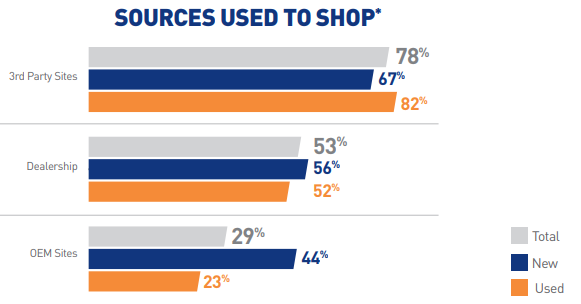 SOURCES USED TO SHOP*
78%
3rd Party Sites
67%
82%
53%
Dealership
56%
52%
29%
OEM Sites
44%
23%
Total
New
Used